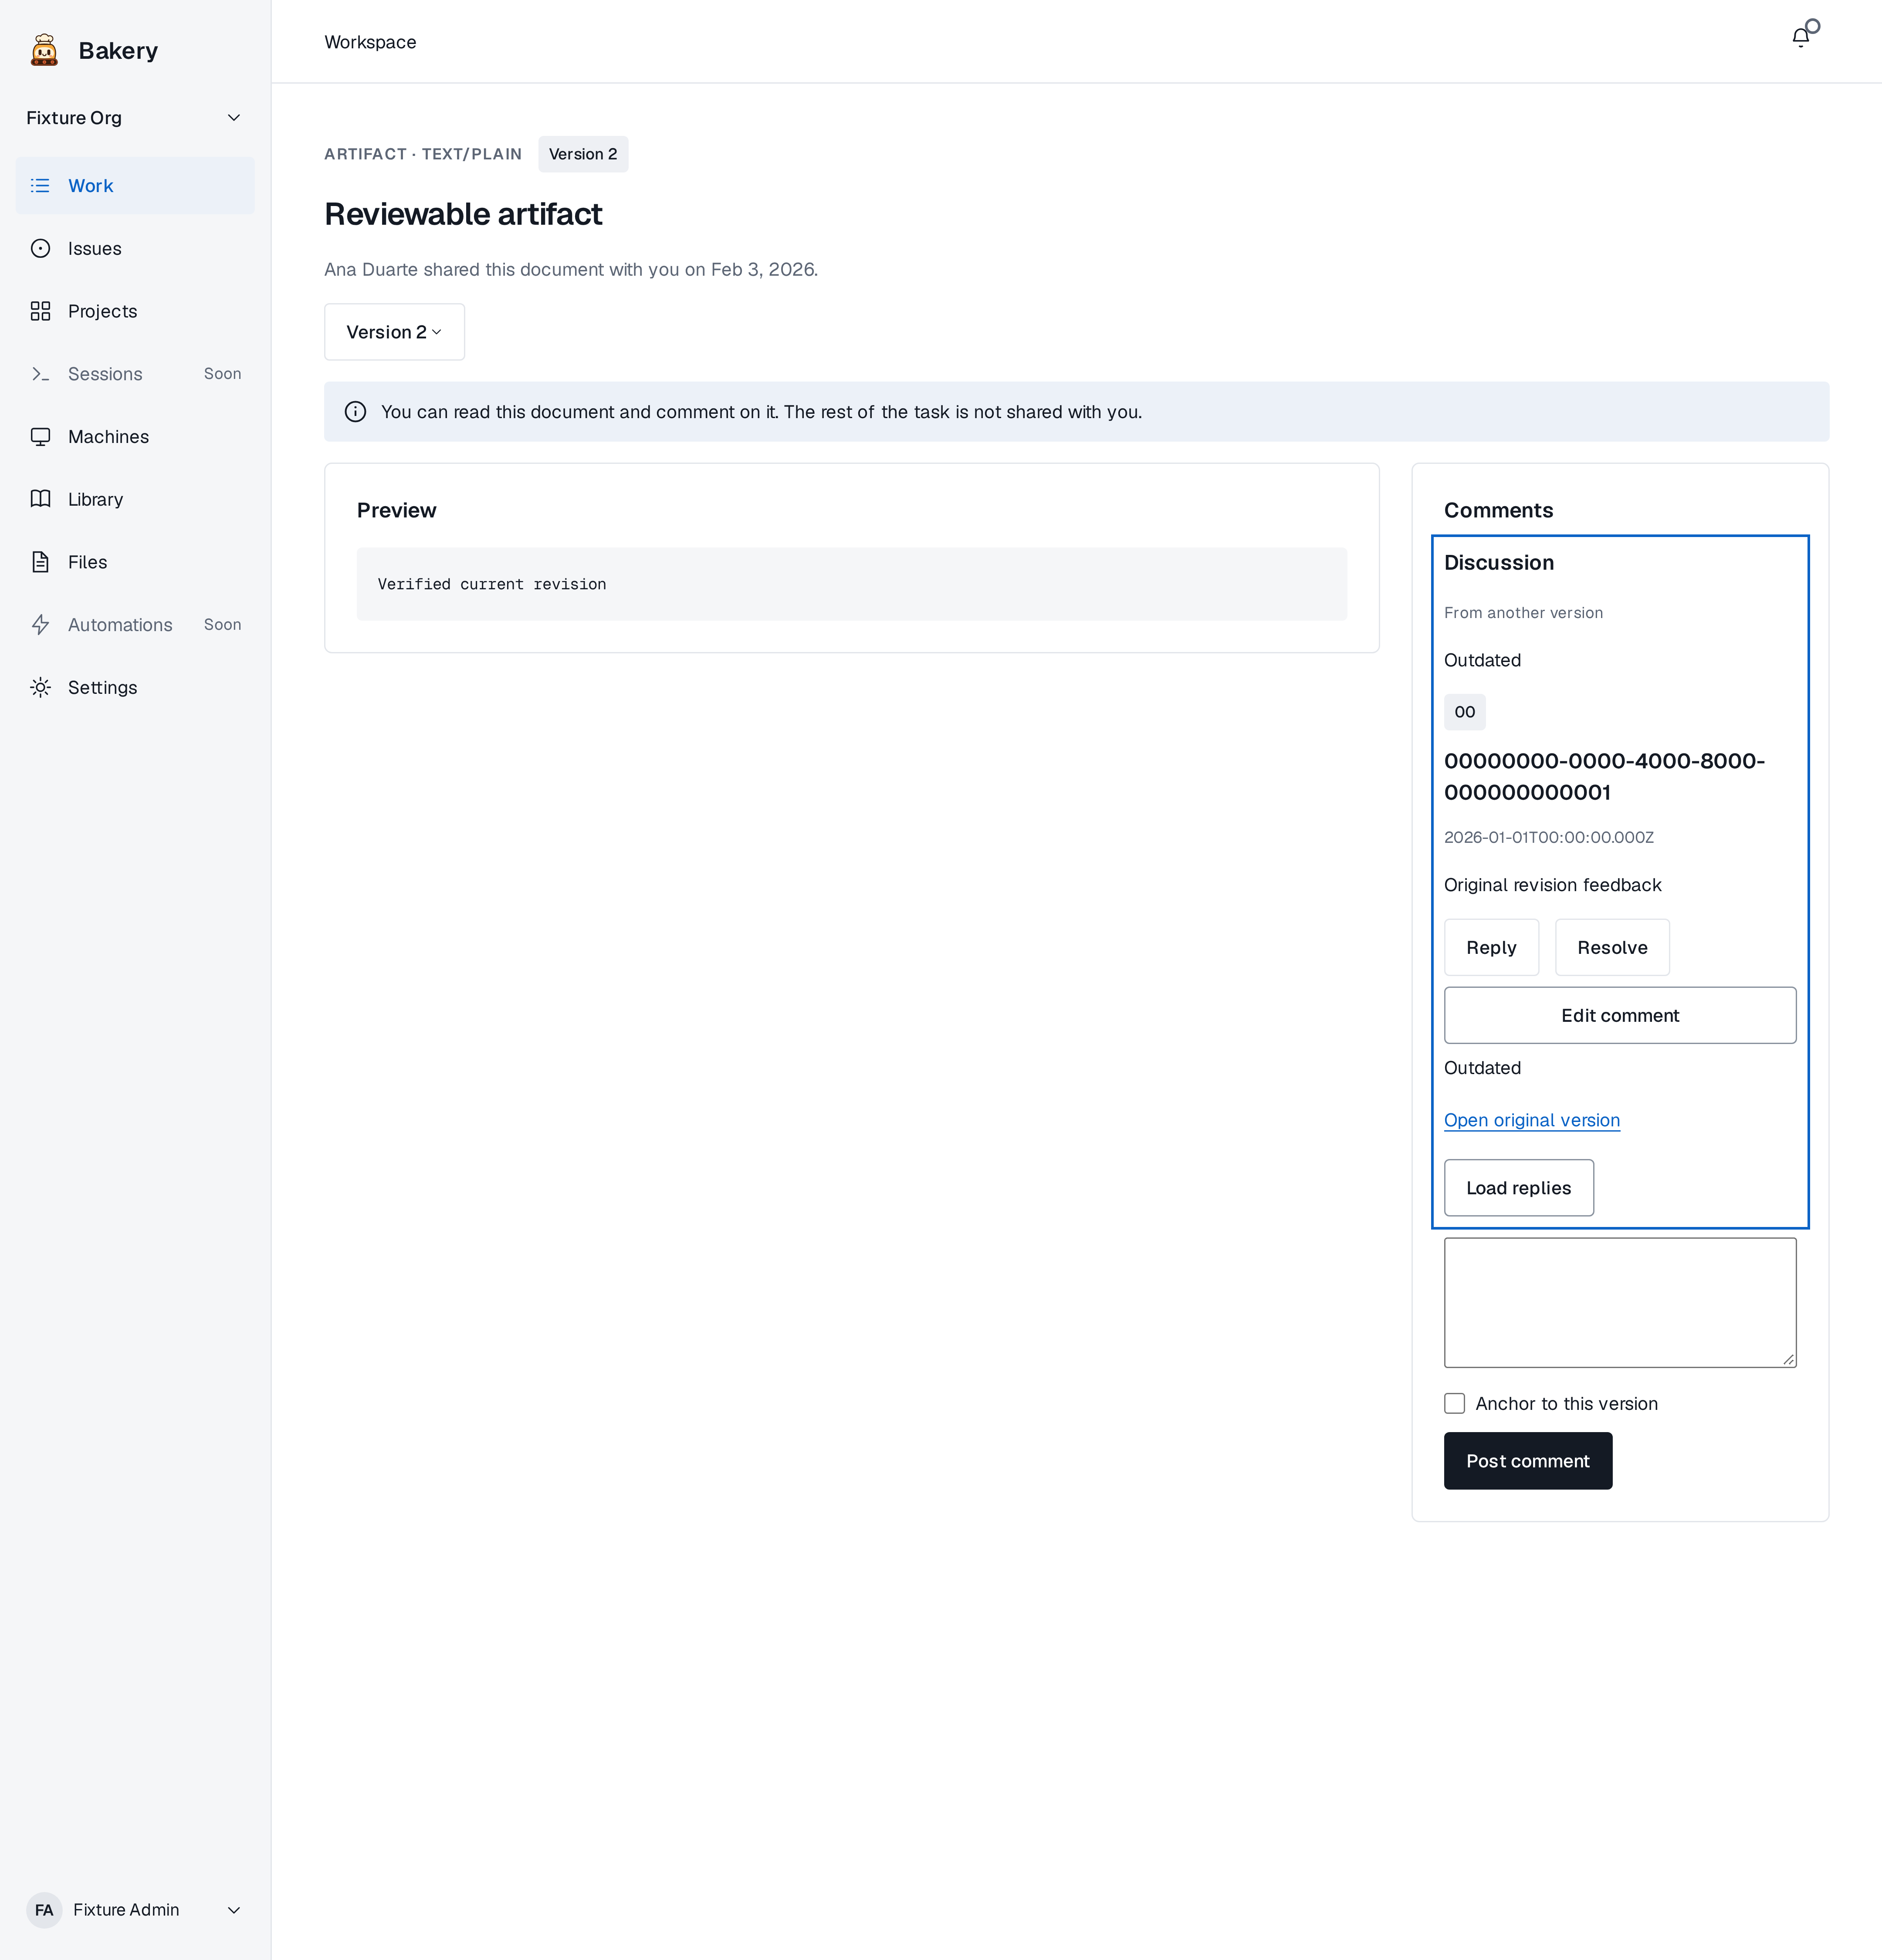 Bakery
Fixture Org
Work
Issues
Projects
Sessions Soon
Machines
Library
Files
Automations Soon
Settings
FA Fixture Admin
Workspace
ARTIFACT · TEXT/PLAIN Version 2
Reviewable artifact
Ana Duarte shared this document with you on Feb 3, 2026.
Version 2
You can read this document and comment on it. The rest of the task is not shared with you.
Preview
Verified current revision
Comments
Discussion
From another version
Outdated
00
00000000-0000-4000-8000-
000000000001
2026-01-01T00:00:00.000Z
Original revision feedback
Reply Resolve
Edit comment
Outdated
Open original version
Load replies
Anchor to this version
Post comment